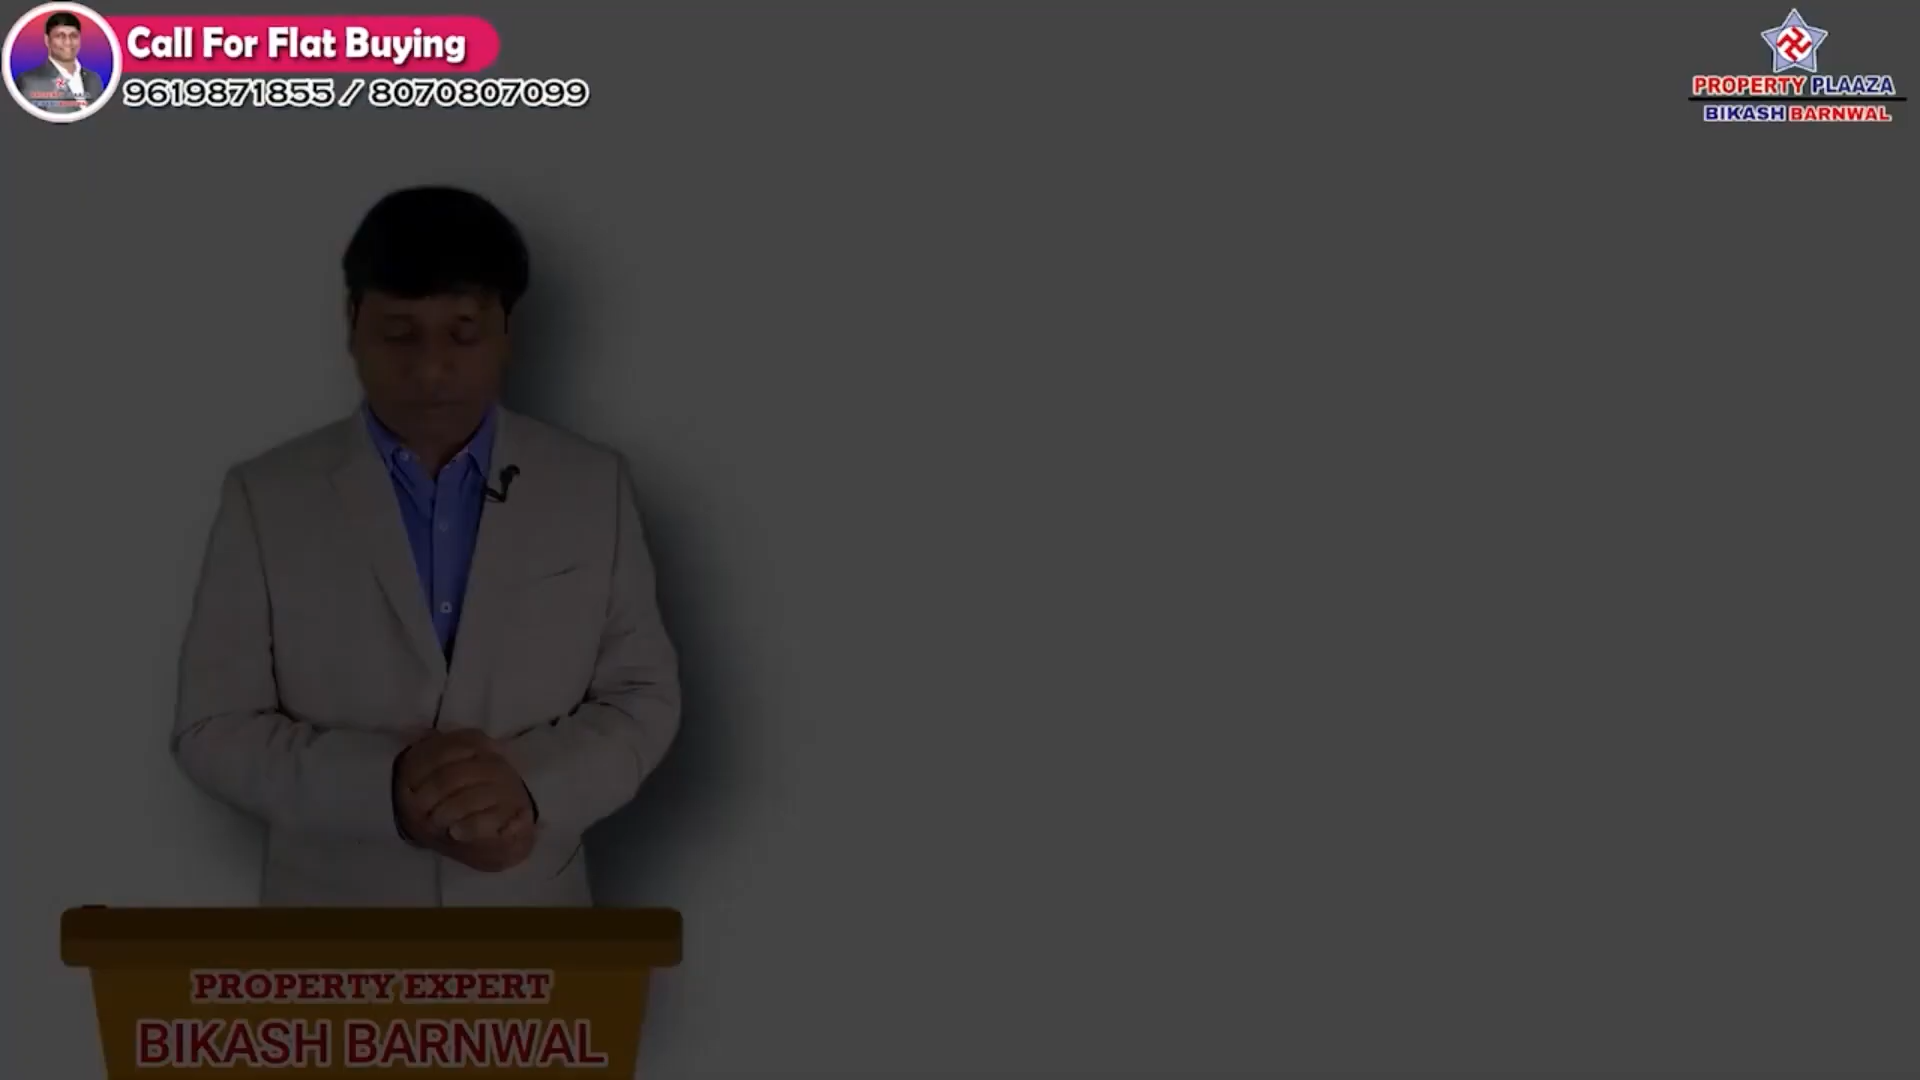 Call For Flat Buying
9619871855 / 8070807099
PROPERTY PLAAZA
BIKASH BARNWAL
PROPERTY EXPERT
BIKASH BARNWAL